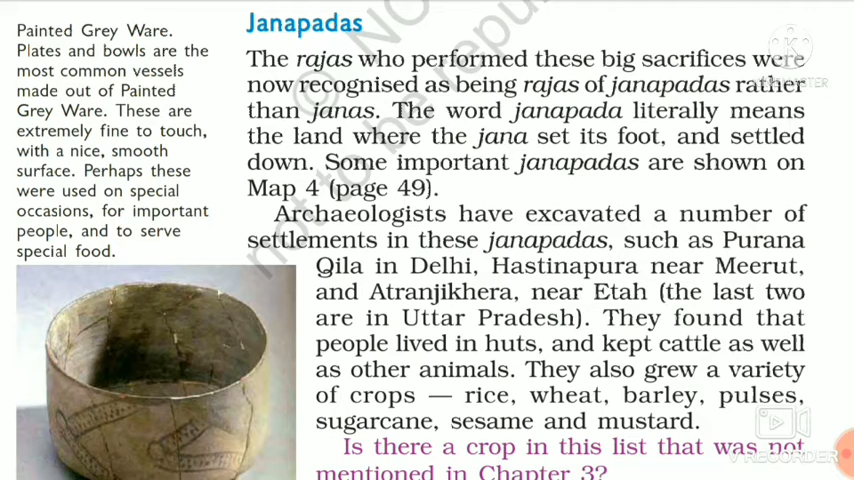 Painted Grey Ware.
Plates and bowls are the
most common vessels
made out of Painted
Grey Ware. These are
extremely fine to touch,
with a nice, smooth
surface. Perhaps these
were used on special
occasions, for important
people, and to serve
special food.
Janapadas
The rajas who performed these big sacrifices were
now recognised as being rajas of janapadas rather
than janas. The word janapada literally means
the land where the jana set its foot, and settled
down. Some important janapadas are shown on
Map 4 (page 49).
Archaeologists have excavated a number of
settlements in these janapadas, such as Purana
Qila in Delhi, Hastinapura near Meerut,
and Atranjikhera, near Etah (the last two
are in Uttar Pradesh). They found that
people lived in huts, and kept cattle as well
as other animals. They also grew a variety
of crops — rice, wheat, barley, pulses,
sugarcane, sesame and mustard.
Is there a crop in this list that was not
mentioned in Chapter 3?
© NO
not to be repu
V RECORDER